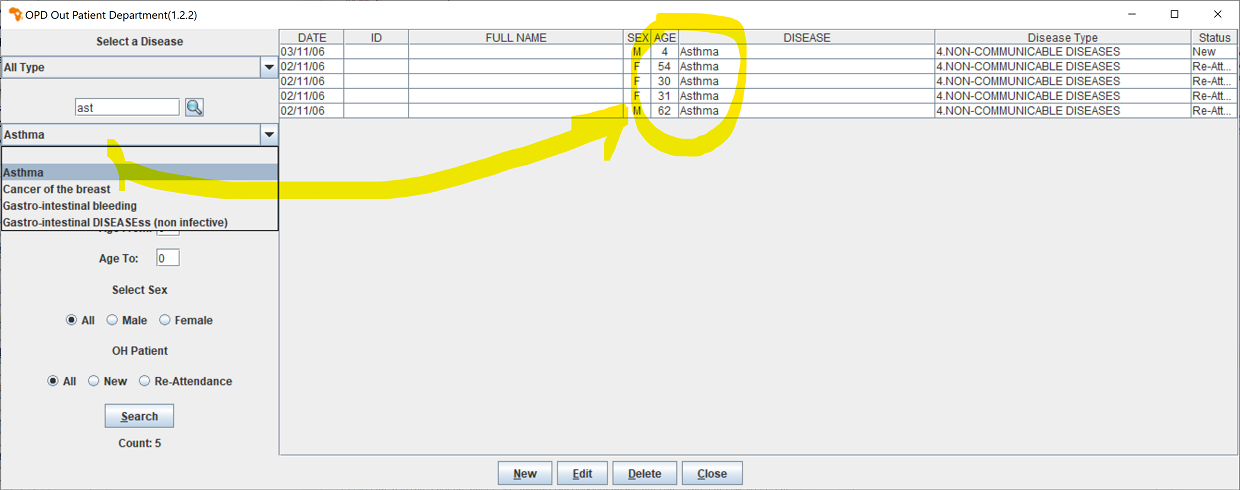 OPD Out Patient Department(1.2.2)
Select a Disease
All Type
ast
Asthma
Asthma
Cancer of the breast
Gastro-intestinal bleeding
Gastro-intestinal DISEASEss (non infective)
Age To: 0
Select Sex
All Male Female
OH Patient
All New Re-Attendance
Search
Count: 5
DATE ID FULL NAME SEX AGE DISEASE Disease Type Status
03/11/06 M 4 Asthma 4.NON-COMMUNICABLE DISEASES New
02/11/06 F 54 Asthma 4.NON-COMMUNICABLE DISEASES Re-Att...
02/11/06 F 30 Asthma 4.NON-COMMUNICABLE DISEASES Re-Att...
02/11/06 F 31 Asthma 4.NON-COMMUNICABLE DISEASES Re-Att...
02/11/06 M 62 Asthma 4.NON-COMMUNICABLE DISEASES Re-Att...
New Edit Delete Close